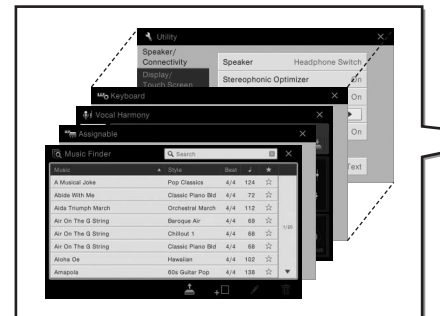 Utility
Speaker/
Connectivity
Speaker Headphone Switch
Display/
Touch Screen
Stereophonic Optimizer On
On
On
Text
Keyboard
Vocal Harmony
Assignable
Music Finder Search
Music Style Beat ♩ ★
A Musical Joke Pop Classics 4/4 124 ☆
Abide With Me Classic Piano Bld 4/4 72 ☆
Aida Triumph March Orchestral March 4/4 112 ☆
Air On The G String Baroque Air 4/4 69 ☆
Air On The G String Chillout 1 4/4 68 ☆
Air On The G String Classic Piano Bld 4/4 66 ☆
Aloha Oe Hawaiian 4/4 102 ☆
Amapola 60s Guitar Pop 4/4 138 ☆